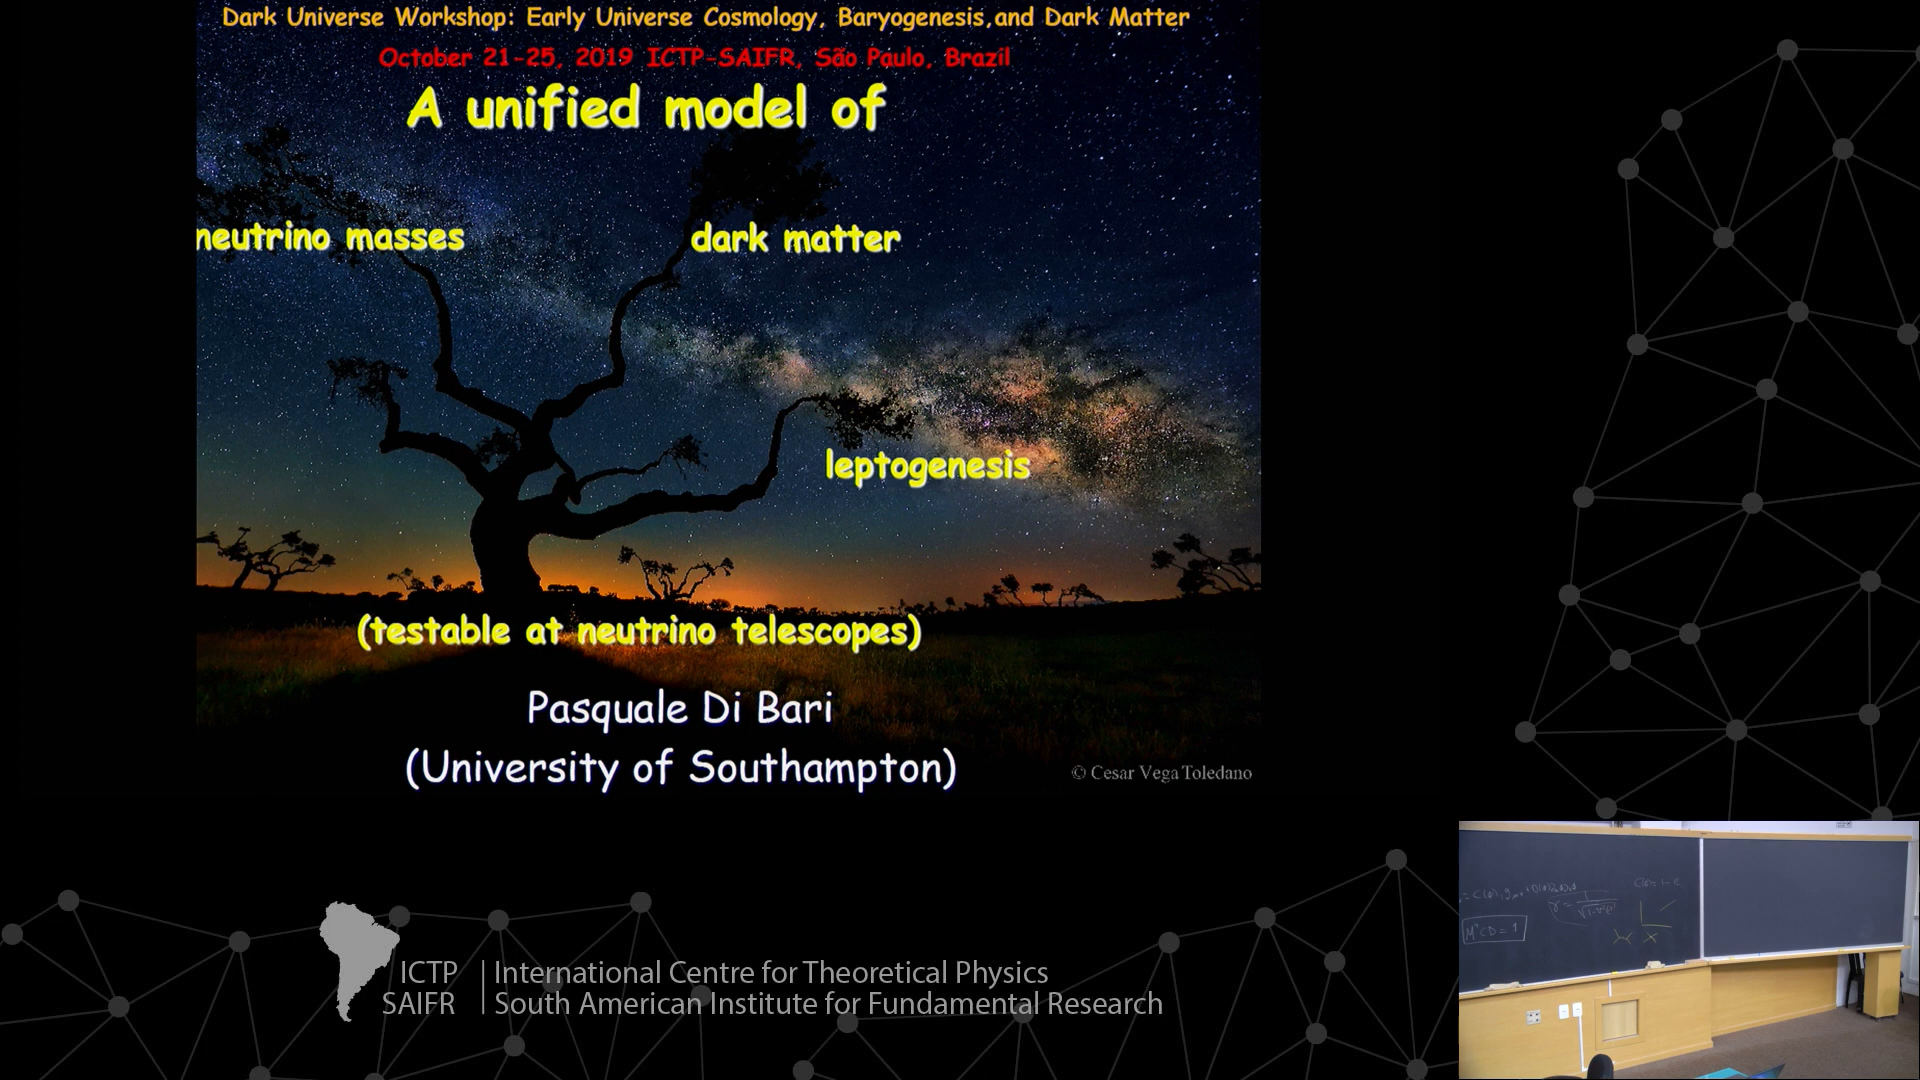 Dark Universe Workshop: Early Universe Cosmology, Baryogenesis,and Dark Matter
October 21-25, 2019 ICTP-SAIFR, São Paulo, Brazil
A unified model of
neutrino masses
dark matter
leptogenesis
(testable at neutrino telescopes)
Pasquale Di Bari
(University of Southampton)
© Cesar Vega Toledano
ICTP
SAIFR
International Centre for Theoretical Physics
South American Institute for Fundamental Research